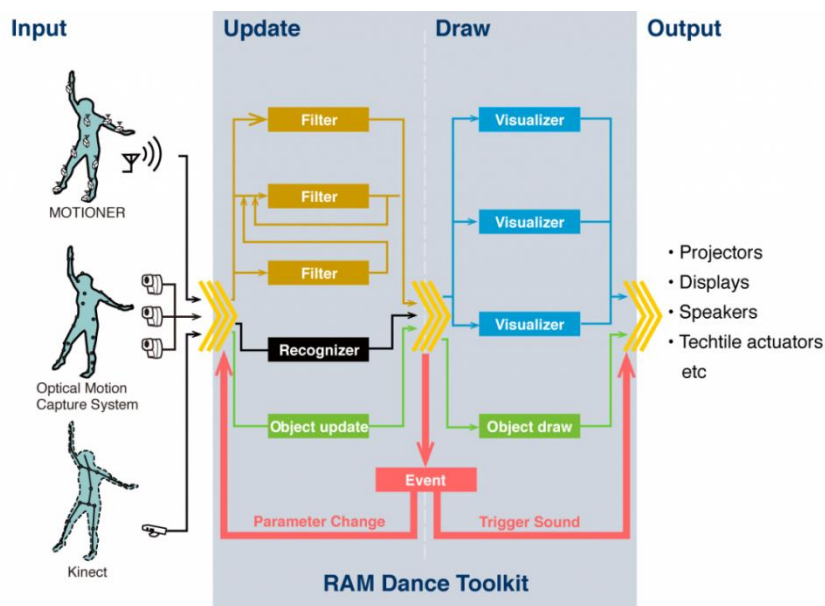 Input
Update
Draw
Output
MOTIONER
Optical Motion
Capture System
Kinect
Filter
Filter
Filter
Recognizer
Object update
Visualizer
Visualizer
Visualizer
Object draw
Event
Parameter Change
Trigger Sound
• Projectors
• Displays
• Speakers
• Techtile actuators
etc
RAM Dance Toolkit